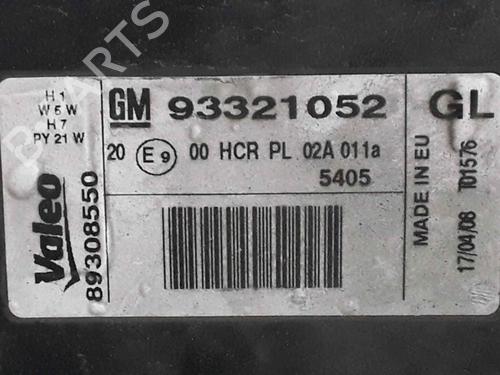 H 1
W 5 W
H 7
PY 21 W
GM 93321052 GL
20 E9 00 HCR PL 02A 011a
5405
Valeo
89308550
MADE IN EU
17/04/08 T01576
PARTS